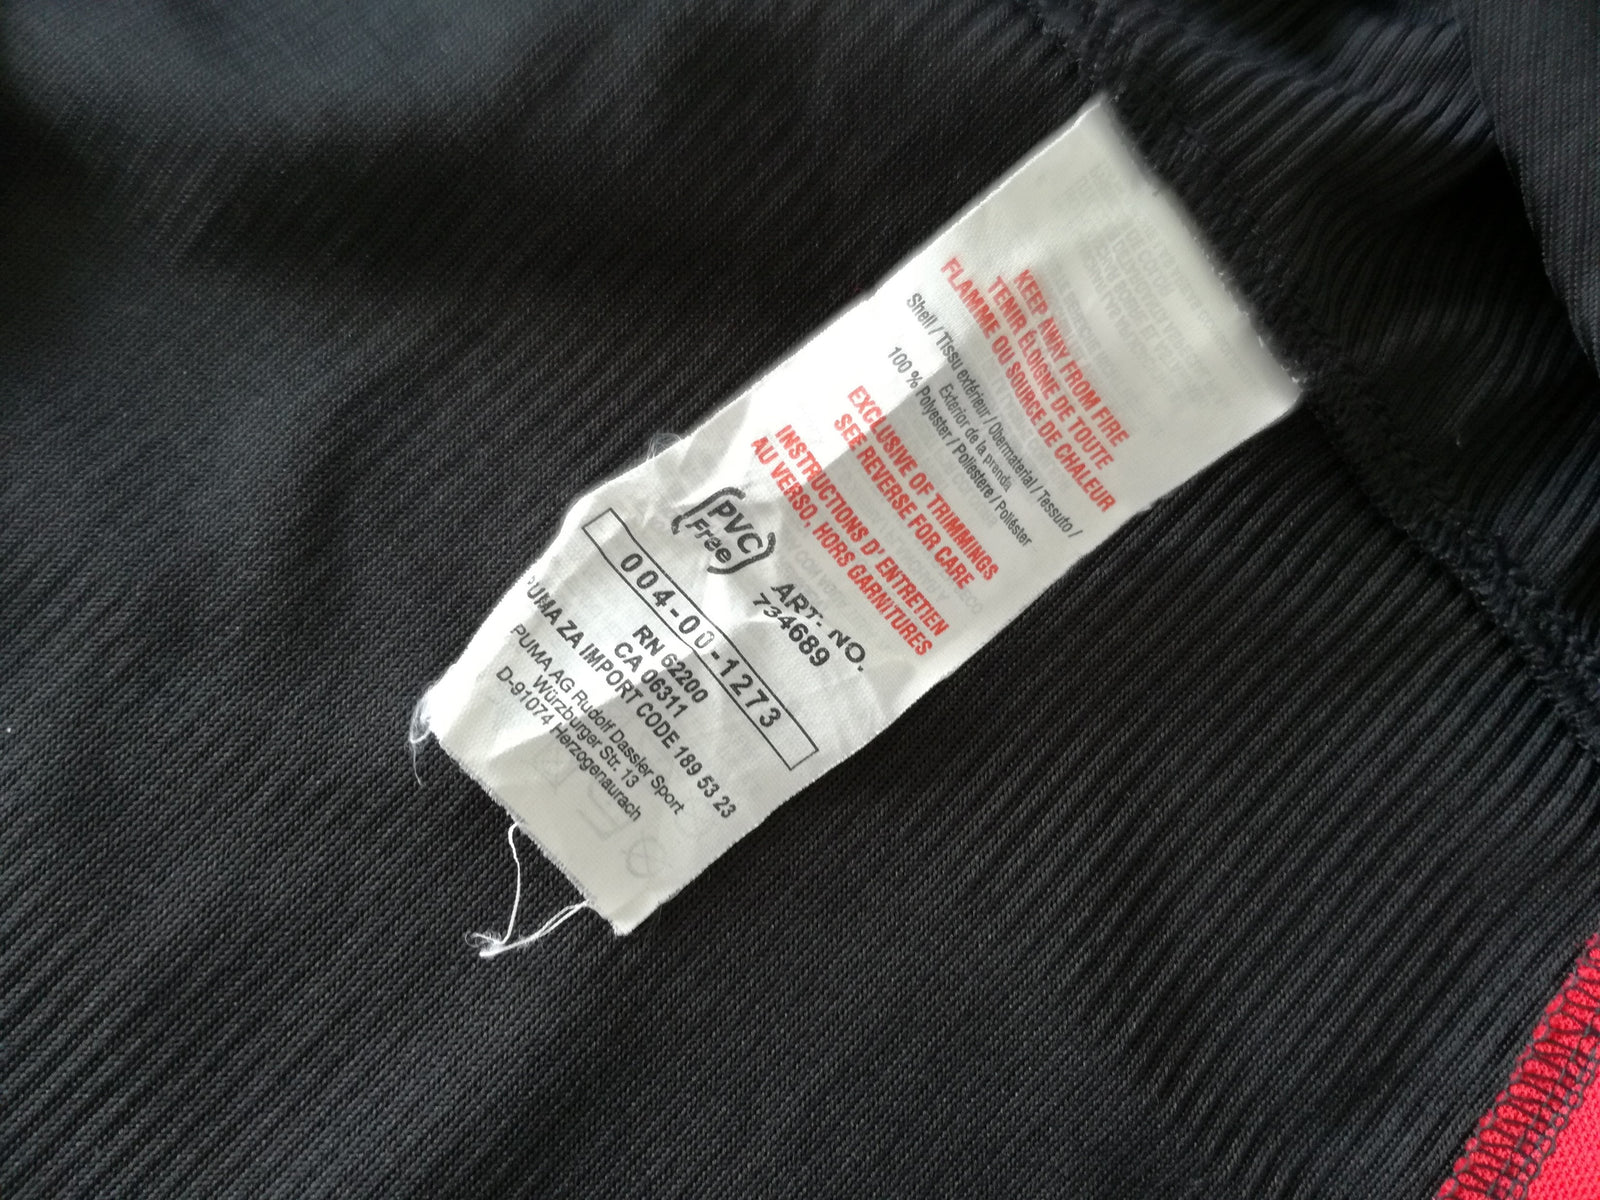 KEEP AWAY FROM FIRE
TENIR ÉLOIGNE DE TOUTE
FLAMME OU SOURCE DE CHALEUR
Shell / Tissu extérieur / Obermaterial / Tessuto /
Exterior de la prenda
100 % Polyester / Poliestere / Poliéster
EXCLUSIVE OF TRIMMINGS
SEE REVERSE FOR CARE
INSTRUCTIONS D' ENTRETIEN
AU VERSO, HORS GARNITURES
PVC
Free
ART. NO.
734689
004-00-1273
RN 62200
CA 06311
PUMA ZA IMPORT CODE 189 53 23
PUMA AG Rudolf Dassler Sport
Würzburger Str. 13
D-91074 Herzogenaurach